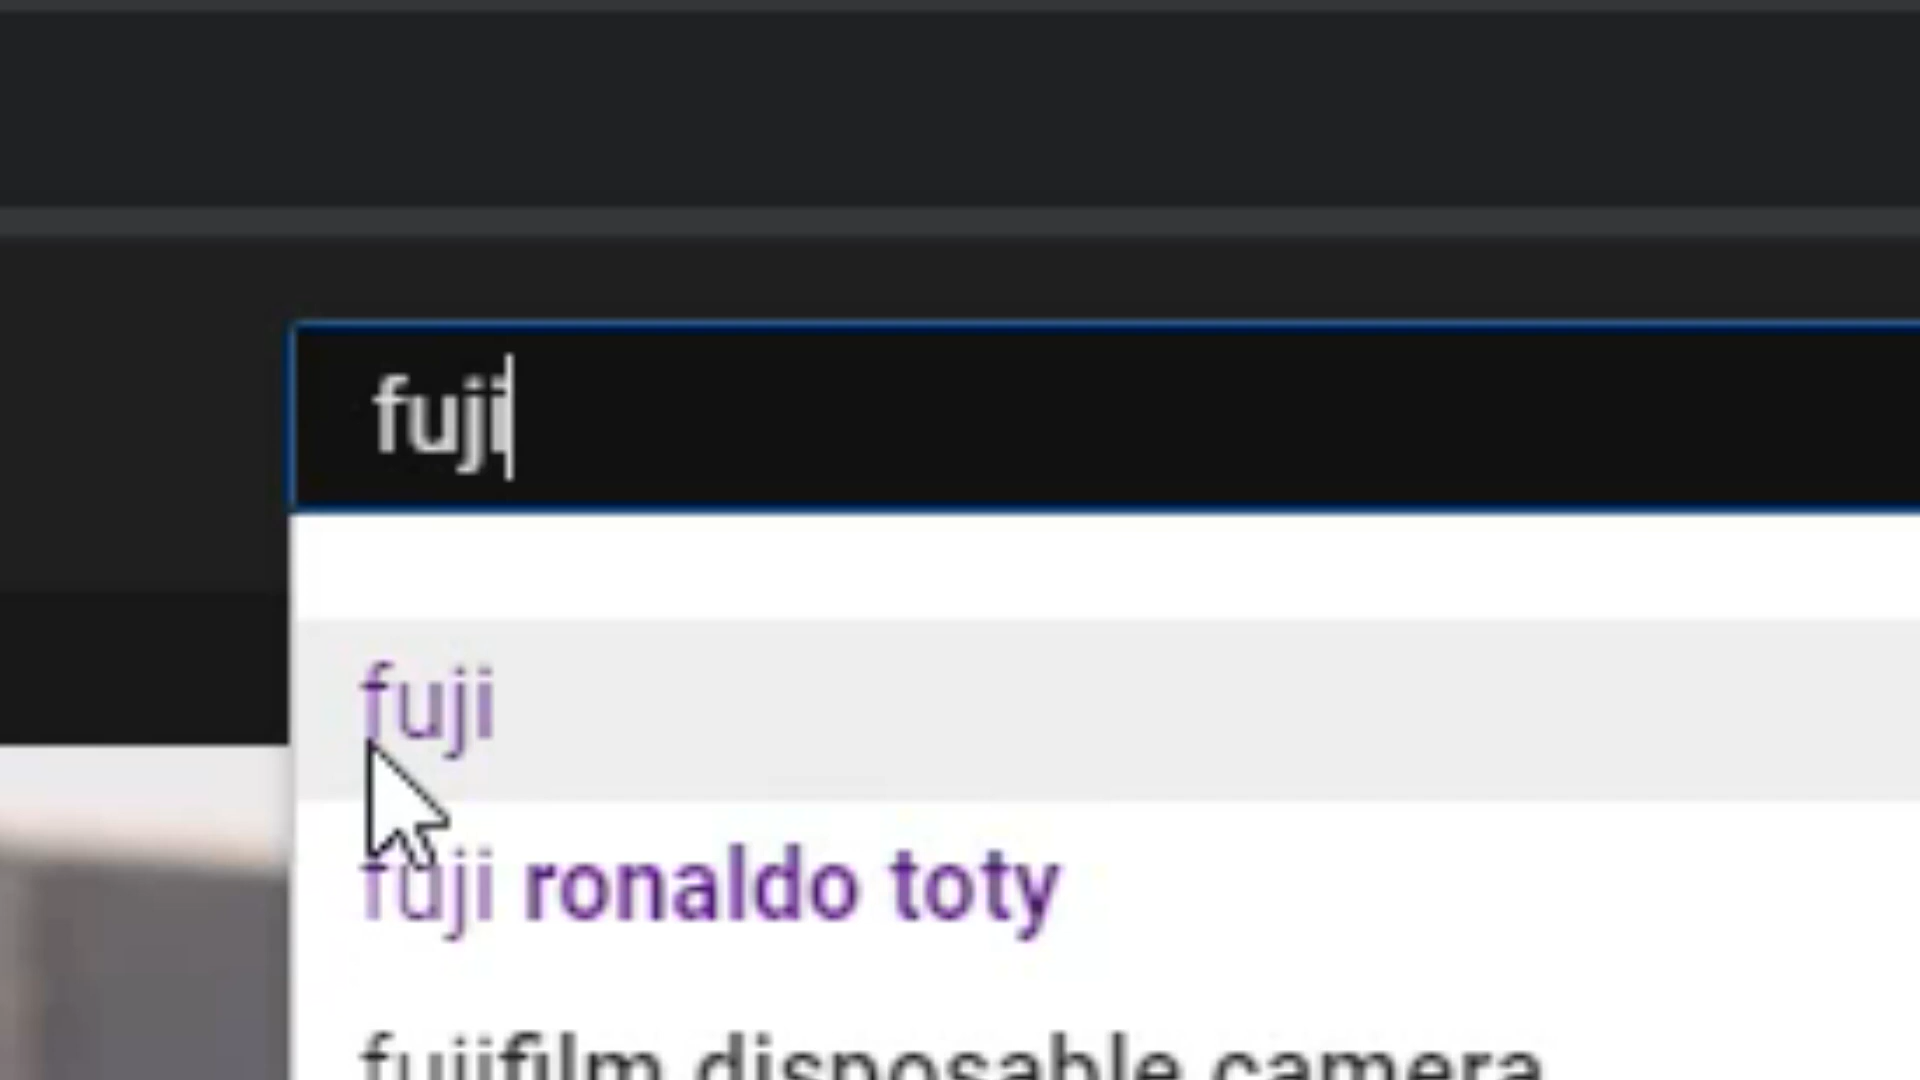 fuji
fuji
fuji ronaldo toty
fujifilm disposable camera